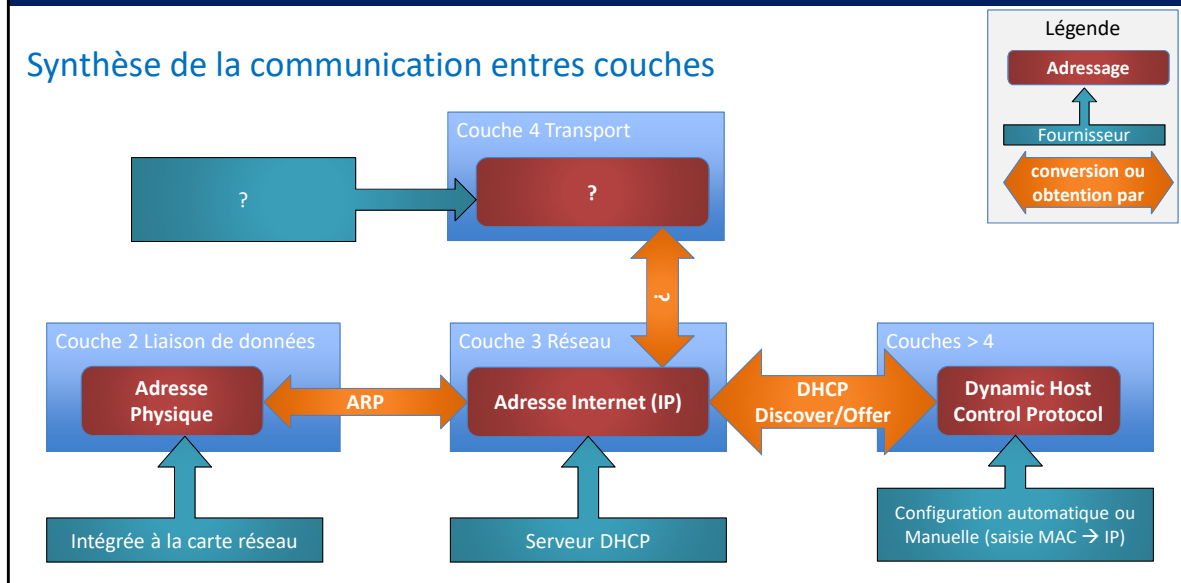 Synthèse de la communication entres couches
Légende
Adressage
Fournisseur
conversion ou
obtention par
Couche 4 Transport
?
?
?
Couche 2 Liaison de données
Adresse
Physique
ARP
Couche 3 Réseau
Adresse Internet (IP)
DHCP
Discover/Offer
Couches > 4
Dynamic Host
Control Protocol
Intégrée à la carte réseau
Serveur DHCP
Configuration automatique ou
Manuelle (saisie MAC → IP)